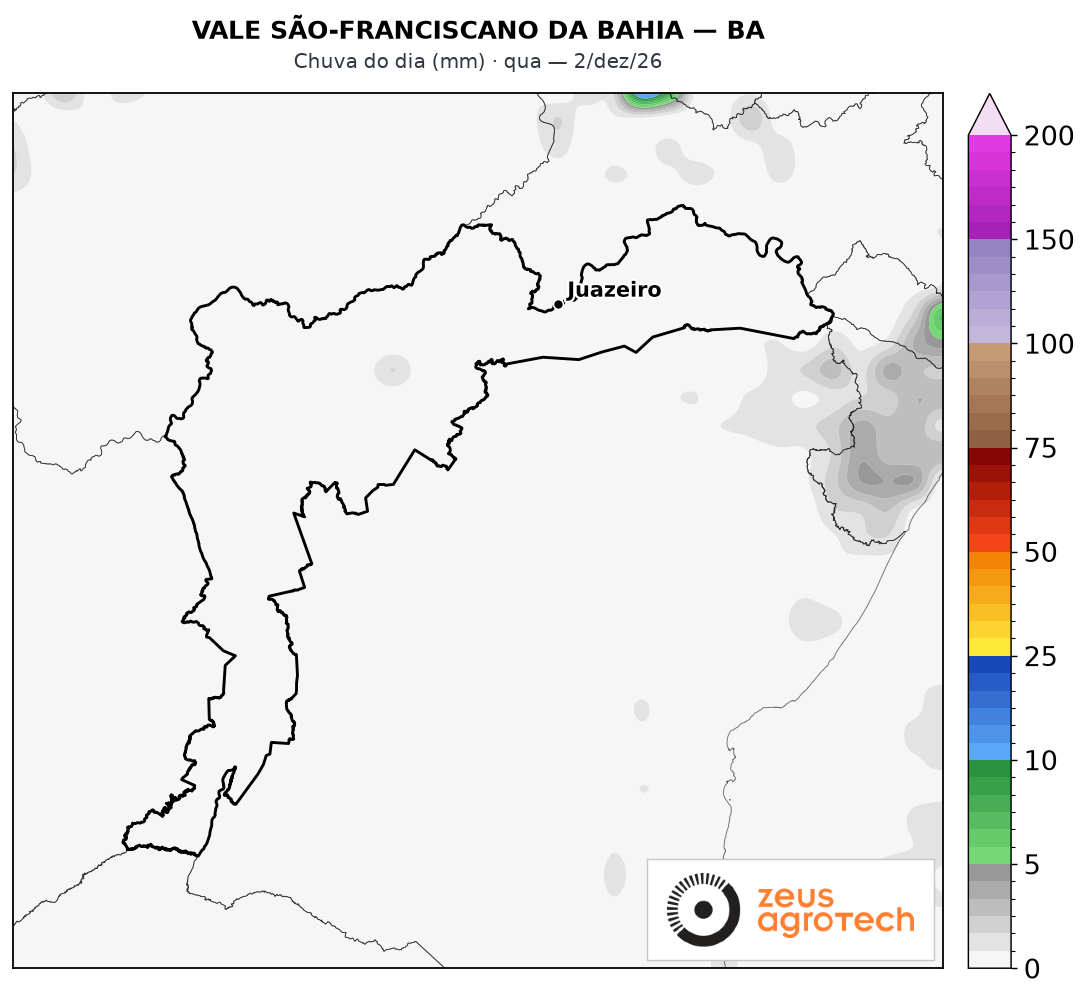 VALE SÃO-FRANCISCANO DA BAHIA — BA
Chuva do dia (mm) · qua — 2/dez/26
Juazeiro
200
150
100
75
50
25
10
5
0
zeus
agrotech